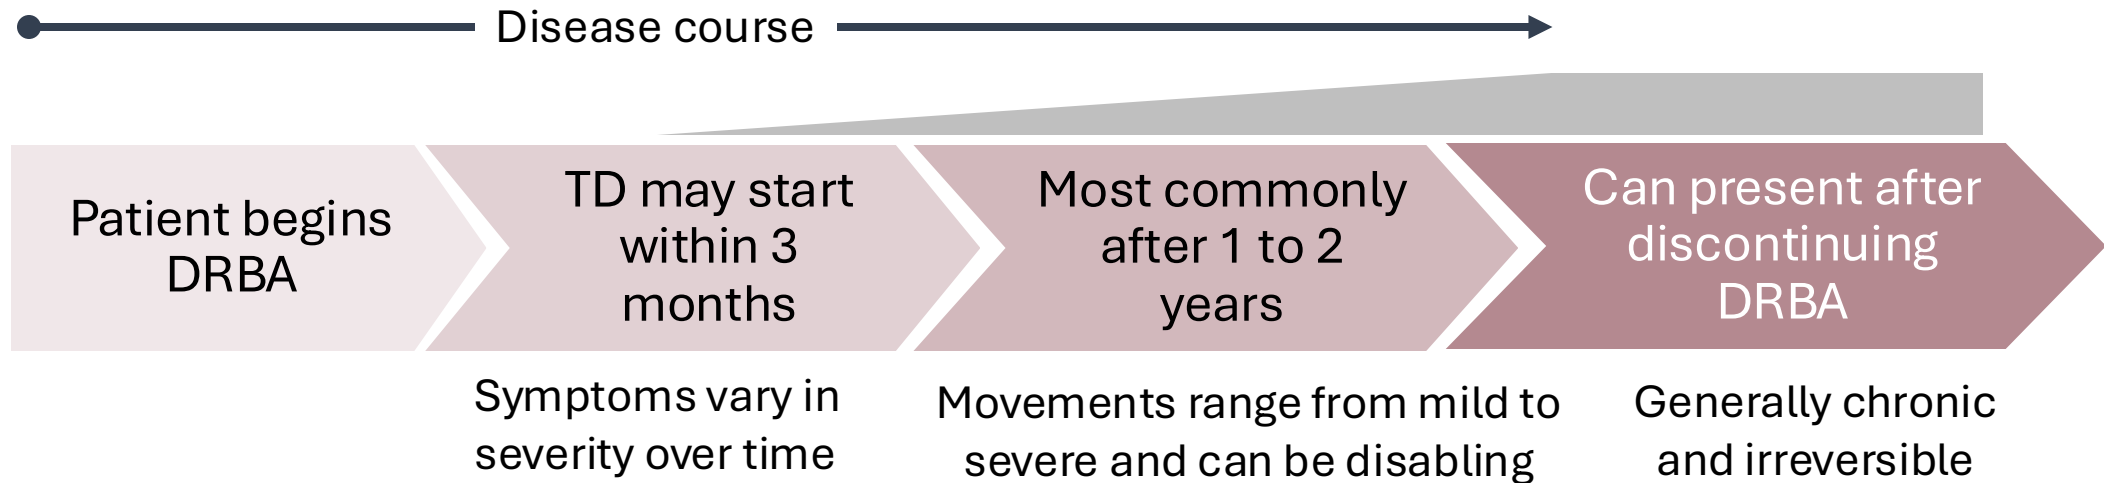 Disease course
Patient begins
DRBA
TD may start
within 3
months
Most commonly
after 1 to 2
years
Can present after
discontinuing
DRBA
Symptoms vary in
severity over time
Movements range from mild to
severe and can be disabling
Generally chronic
and irreversible